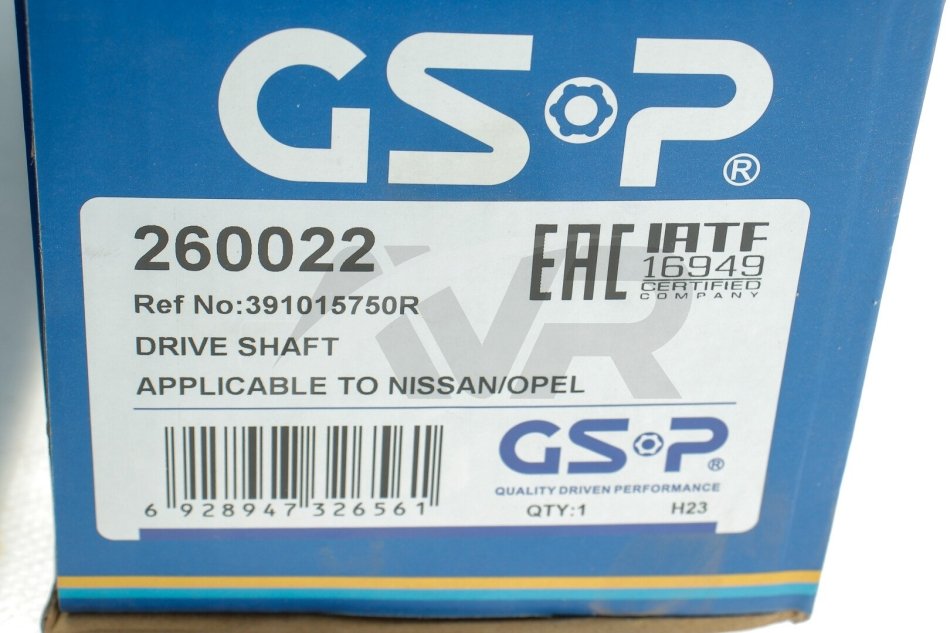 GSP®
260022
EAC
IATF
16949
CERTIFIED
COMPANY
Ref No:391015750R
DRIVE SHAFT
APPLICABLE TO NISSAN/OPEL
6 928947 326561
GSP®
QUALITY DRIVEN PERFORMANCE
QTY:1 H23
IVR